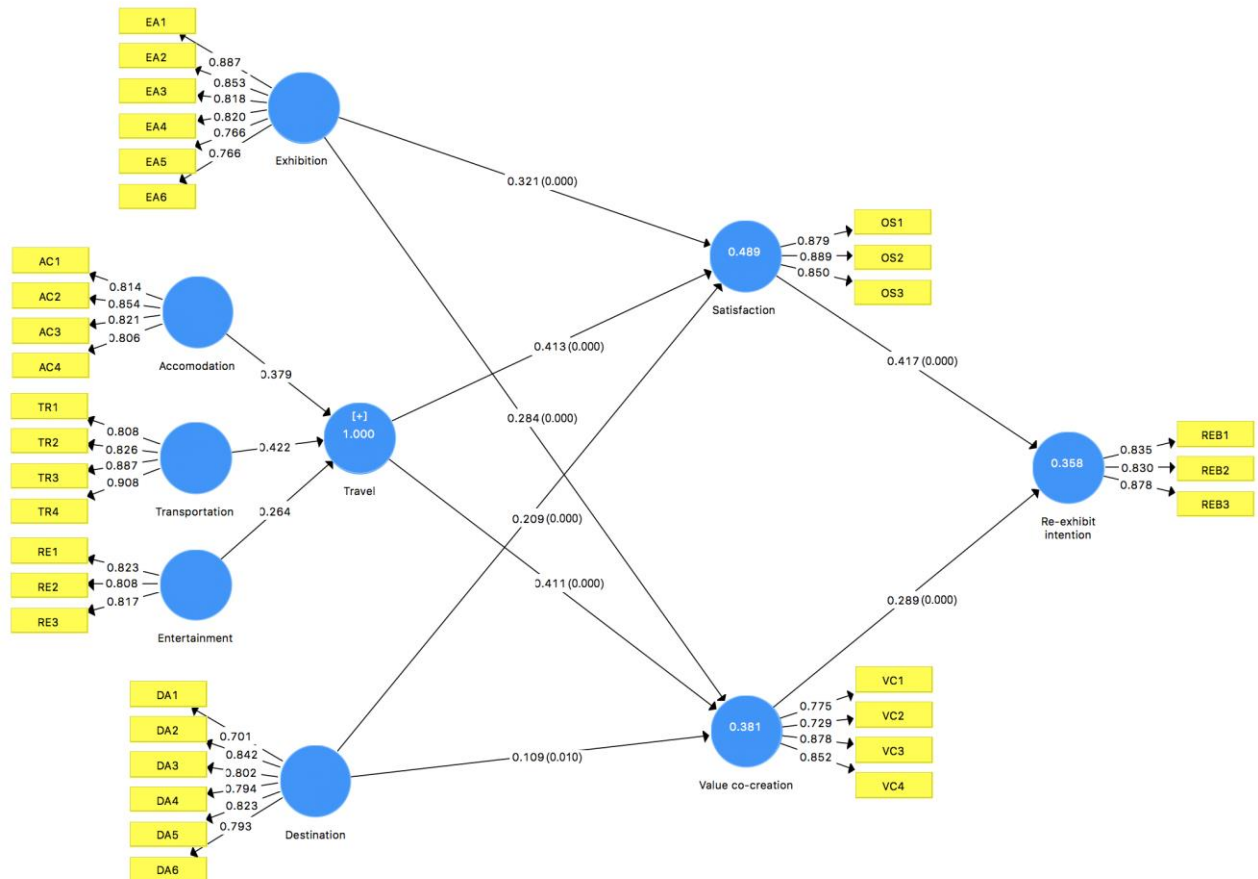 EA1
EA2
EA3
EA4
EA5
EA6
0.887
0.853
0.818
0.820
0.766
0.766
Exhibition
AC1
AC2
AC3
AC4
0.814
0.854
0.821
0.806
Accomodation
0.379
TR1
TR2
TR3
TR4
0.808
0.826
0.887
0.908
Transportation
0.422
RE1
RE2
RE3
0.823
0.808
0.817
Entertainment
0.264
[+]
1.000
Travel
DA1
DA2
DA3
DA4
DA5
DA6
0.701
0.842
0.802
0.794
0.823
0.793
Destination
0.321 (0.000)
0.413 (0.000)
0.284 (0.000)
0.209 (0.000)
0.411 (0.000)
0.109 (0.010)
0.489
Satisfaction
0.879
0.889
0.850
OS1
OS2
OS3
0.417 (0.000)
0.289 (0.000)
0.381
Value co-creation
0.775
0.729
0.878
0.852
VC1
VC2
VC3
VC4
0.358
Re-exhibit
intention
0.835
0.830
0.878
REB1
REB2
REB3